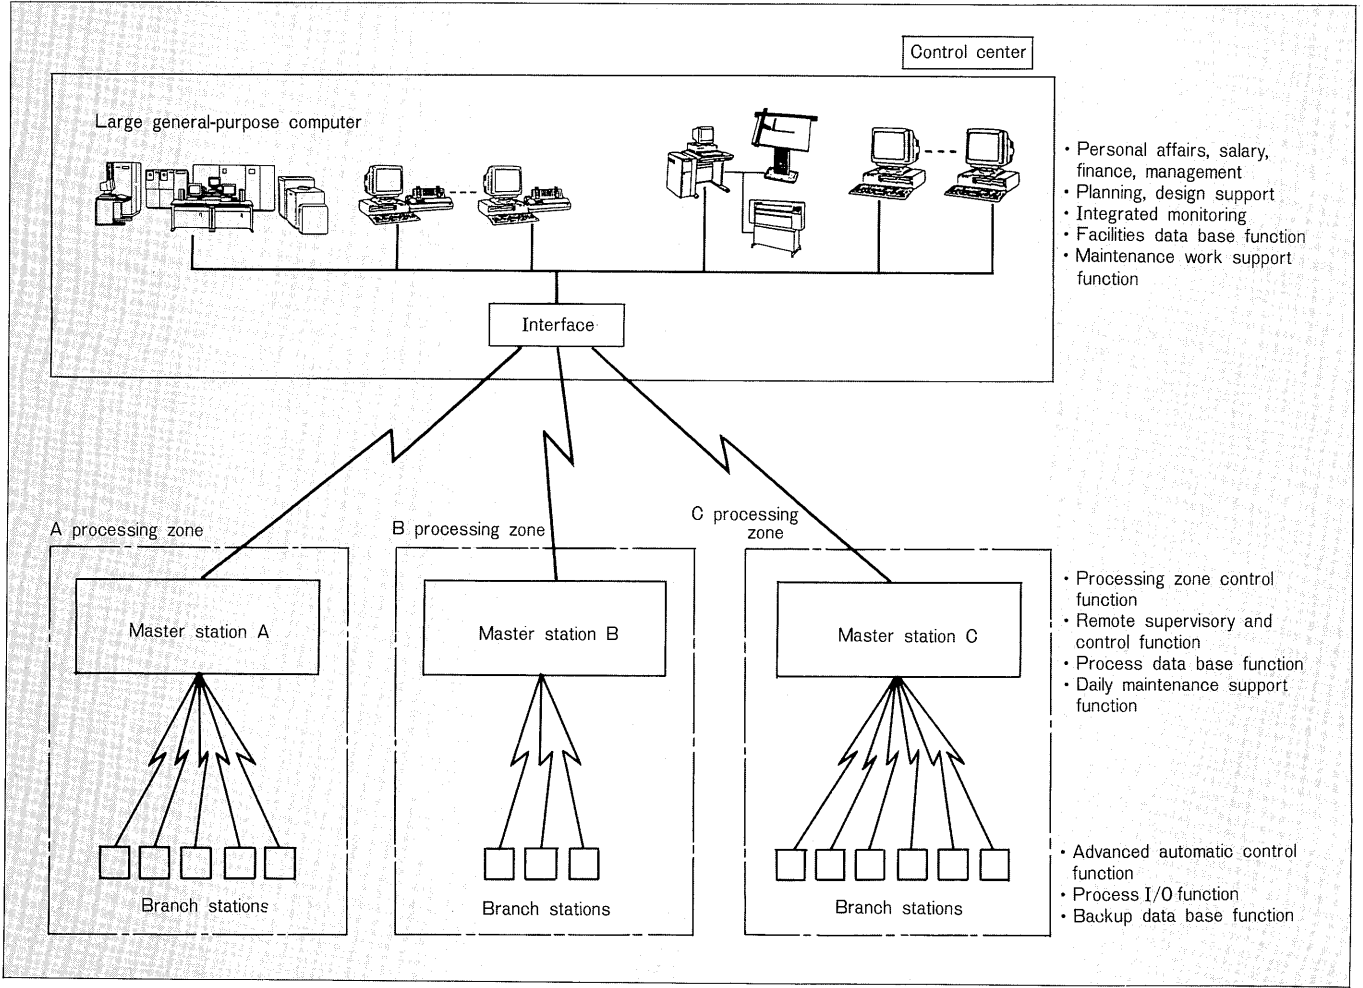 Control center
Large general-purpose computer
・Personal affairs, salary,
finance, management
・Planning, design support
・Integrated monitoring
・Facilities data base function
・Maintenance work support
function
Interface
A processing zone
B processing zone
C processing
zone
Master station A
Master station B
Master station C
・Processing zone control
function
・Remote supervisory and
control function
・Process data base function
・Daily maintenance support
function
Branch stations
Branch stations
Branch stations
・Advanced automatic control
function
・Process I/O function
・Backup data base function